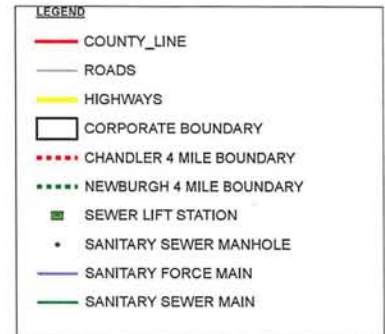 LEGEND
COUNTY_LINE
ROADS
HIGHWAYS
CORPORATE BOUNDARY
CHANDLER 4 MILE BOUNDARY
NEWBURGH 4 MILE BOUNDARY
SEWER LIFT STATION
SANITARY SEWER MANHOLE
SANITARY FORCE MAIN
SANITARY SEWER MAIN